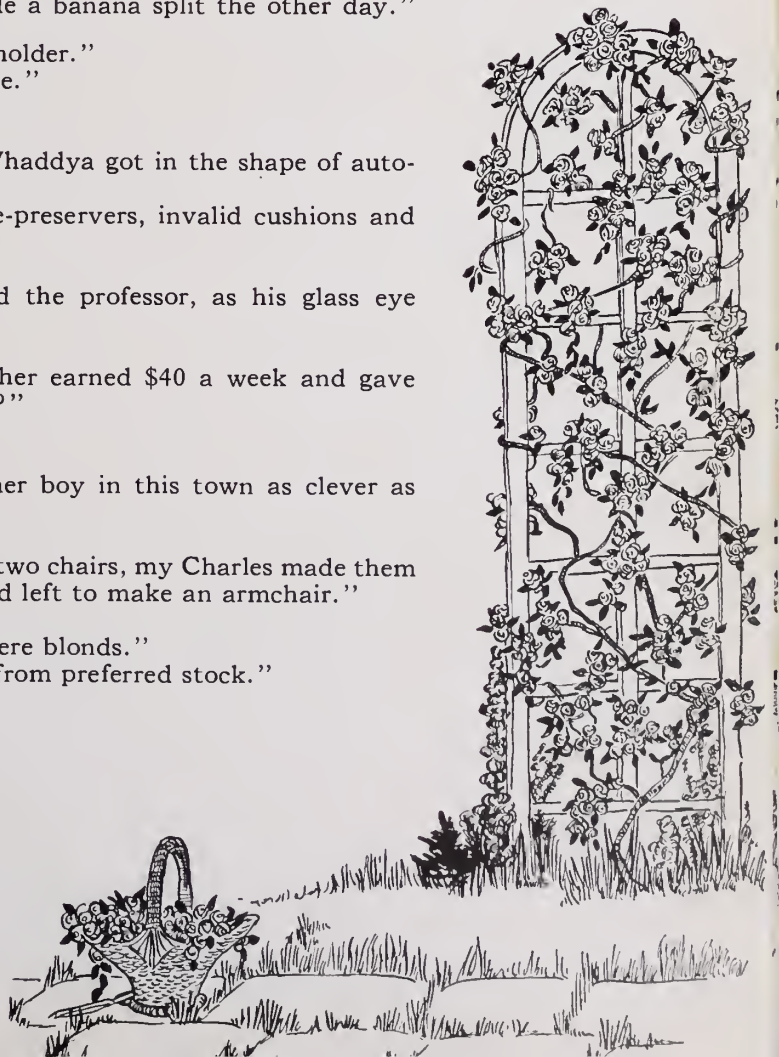 e a banana split the other day.”
holder.”
e.”
haddya got in the shape of auto-
e-preservers, invalid cushions and
d the professor, as his glass eye
her earned $40 a week and gave
?”
her boy in this town as clever as
two chairs, my Charles made them
d left to make an armchair.”
ere blonds.”
from preferred stock.”